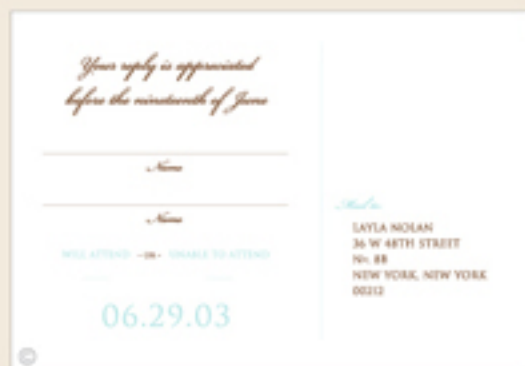 Your reply is appreciated
before the nineteenth of June
Name
Name
WILL ATTEND -OR- UNABLE TO ATTEND
06.29.03
Mail to
LAYLA NOLAN
36 W 48TH STREET
No. 8B
NEW YORK, NEW YORK
00212